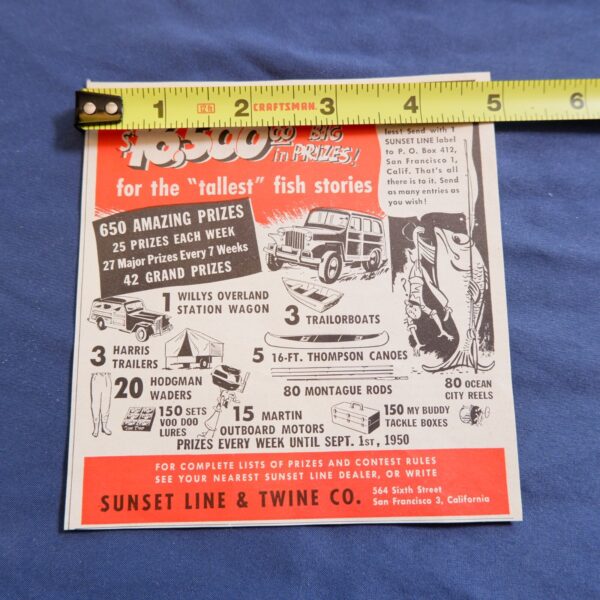 1 12ft 2 CRAFTSMAN 3 4 5 6
$16,500.00 BIG
in PRIZES!
for the "tallest" fish stories
less! Send with 1
SUNSET LINE label
to P. O. Box 412,
San Francisco 1,
Calif. That's all
there is to it. Send
as many entries as
you wish!
650 AMAZING PRIZES
25 PRIZES EACH WEEK
27 Major Prizes Every 7 Weeks
42 GRAND PRIZES
1 WILLYS OVERLAND
STATION WAGON
3 TRAILORBOATS
3 HARRIS
TRAILERS
5 16-FT. THOMPSON CANOES
20 HODGMAN
WADERS
80 MONTAGUE RODS
80 OCEAN
CITY REELS
150 SETS
VOO DOO
LURES
15 MARTIN
OUTBOARD MOTORS
150 MY BUDDY
TACKLE BOXES
PRIZES EVERY WEEK UNTIL SEPT. 1ST, 1950
FOR COMPLETE LISTS OF PRIZES AND CONTEST RULES
SEE YOUR NEAREST SUNSET LINE DEALER, OR WRITE
SUNSET LINE & TWINE CO. 564 Sixth Street
San Francisco 3, California